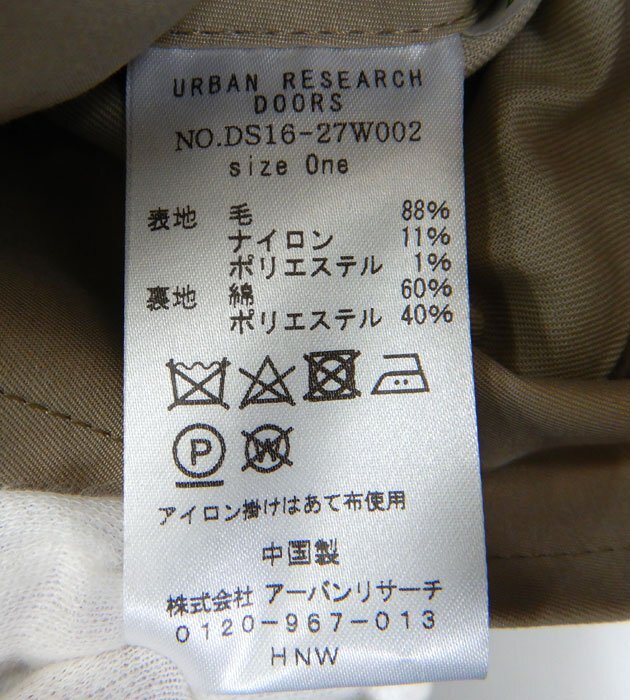 URBAN RESEARCH
DOORS
NO.DS16-27W002
size One
表地 毛 88%
ナイロン 11%
ポリエステル 1%
裏地 綿 60%
ポリエステル 40%
P W
アイロン掛けはあて布使用
中国製
株式会社 アーバンリサーチ
0120-967-013
HNW